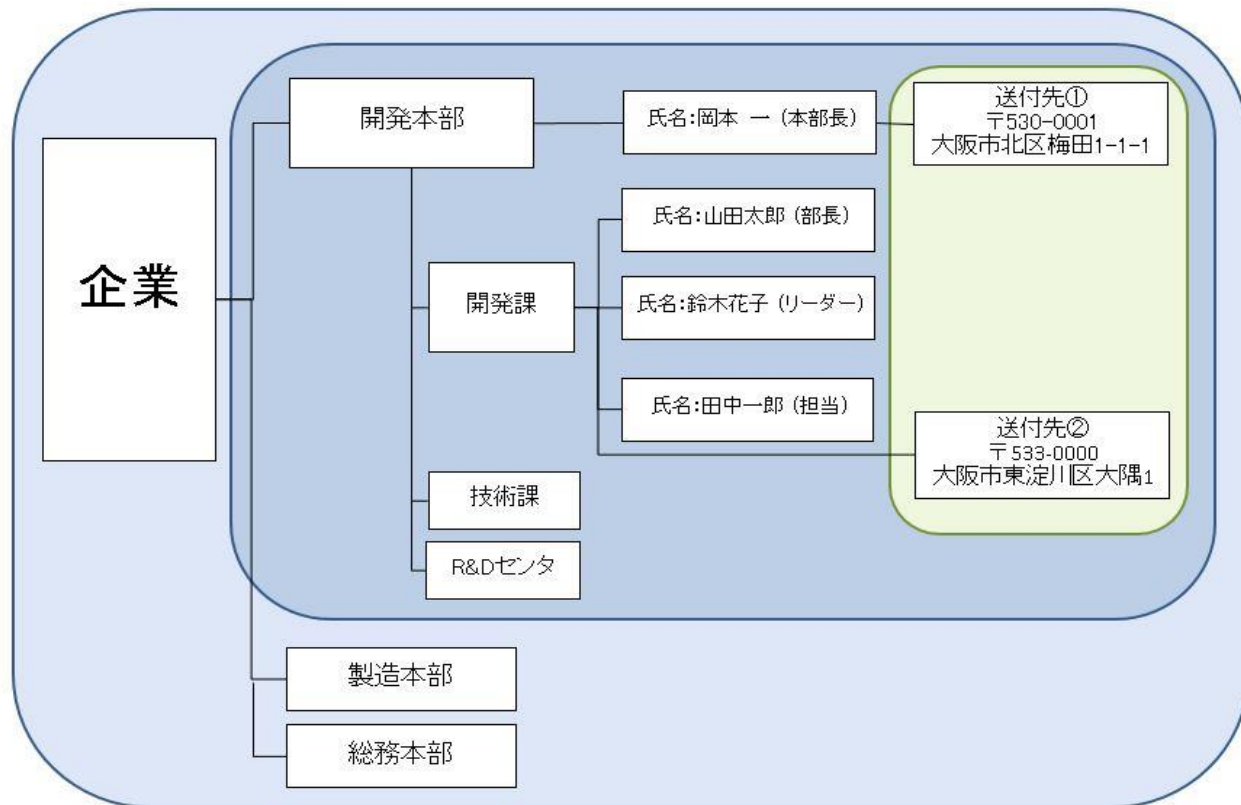 企業
開発本部
氏名:岡本 一 (本部長)
送付先①
〒530-0001
大阪市北区梅田1-1-1
氏名:山田太郎 (部長)
開発課
氏名:鈴木花子 (リーダー)
氏名:田中一郎 (担当)
送付先②
〒533-0000
大阪市東淀川区大隅1
技術課
R&Dセンタ
製造本部
総務本部